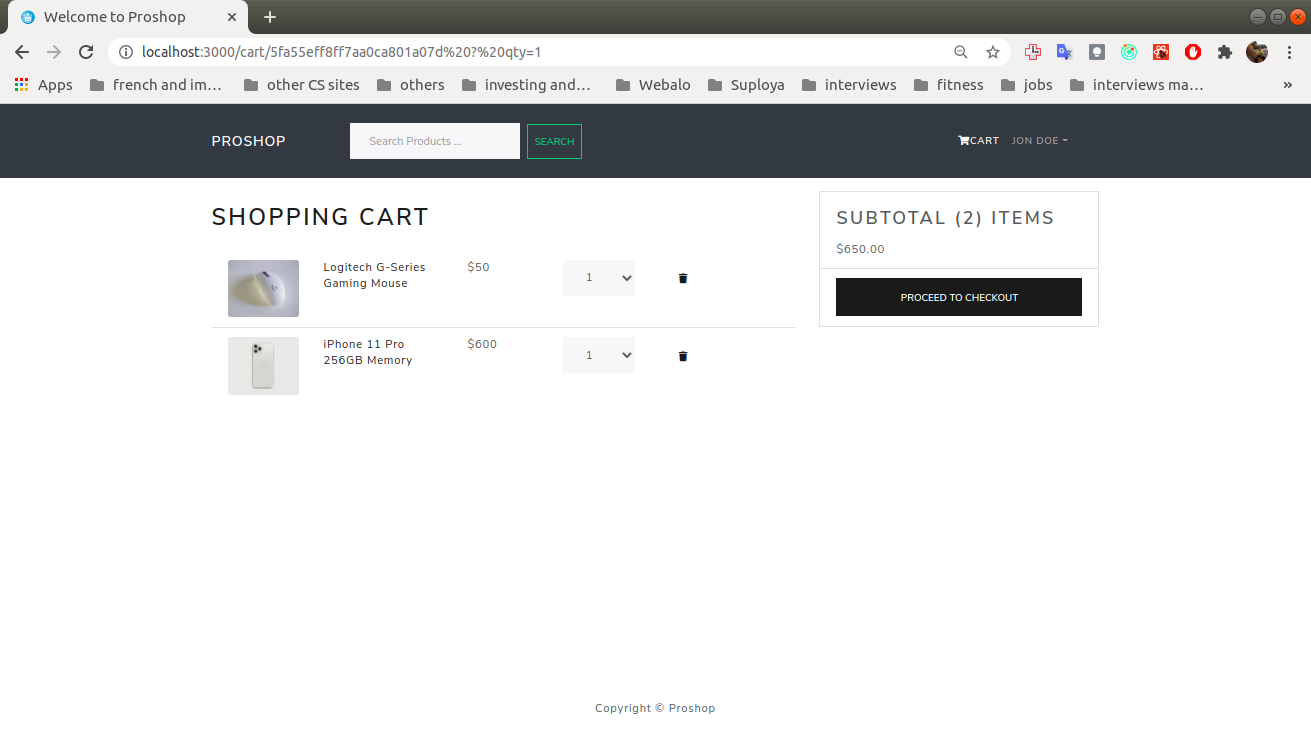 Welcome to Proshop
localhost:3000/cart/5fa55eff8ff7aa0ca801a07d%20?%20qty=1
Apps french and im… other CS sites others investing and… Webalo Suploya interviews fitness jobs interviews ma… »
PROSHOP Search Products ... SEARCH CART JON DOE
SHOPPING CART
Logitech G-Series
Gaming Mouse
$50
1
iPhone 11 Pro
256GB Memory
$600
1
SUBTOTAL (2) ITEMS
$650.00
PROCEED TO CHECKOUT
Copyright © Proshop